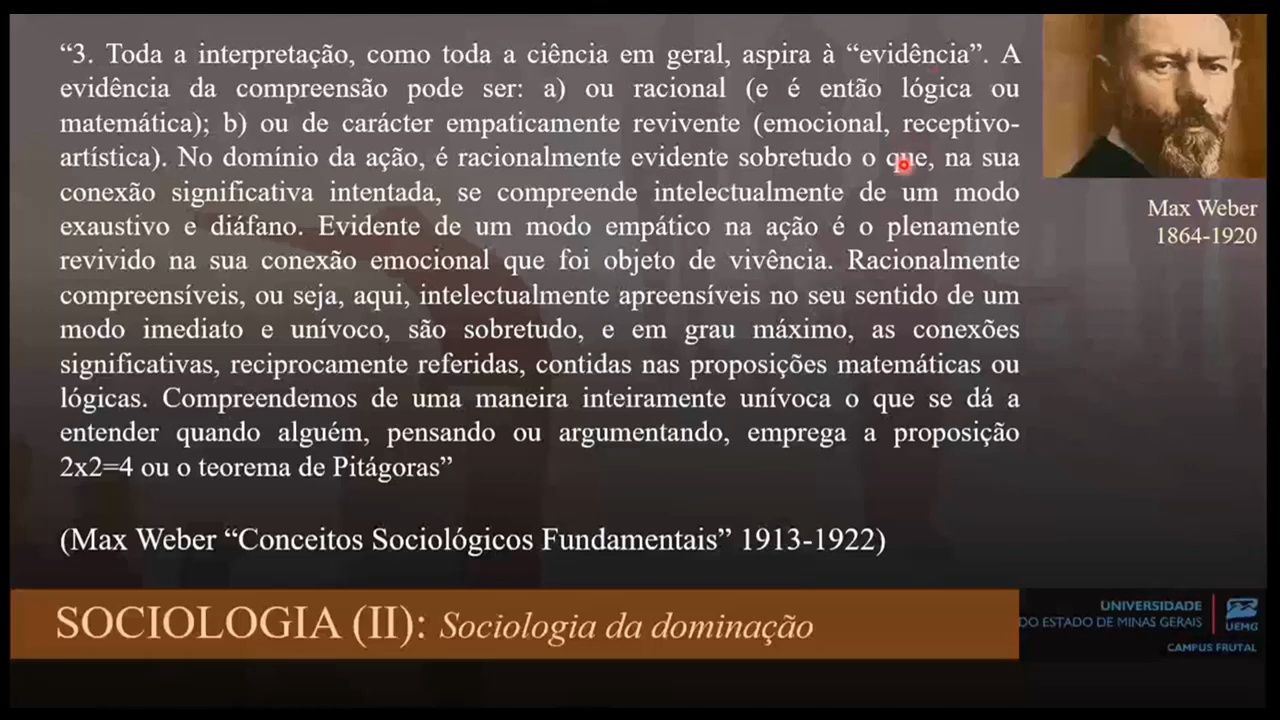 “3. Toda a interpretação, como toda a ciência em geral, aspira à “evidência”. A
evidência da compreensão pode ser: a) ou racional (e é então lógica ou
matemática); b) ou de carácter empaticamente revivente (emocional, receptivo-
artística). No domínio da ação, é racionalmente evidente sobretudo o que, na sua
conexão significativa intentada, se compreende intelectualmente de um modo
exaustivo e diáfano. Evidente de um modo empático na ação é o plenamente
revivido na sua conexão emocional que foi objeto de vivência. Racionalmente
compreensíveis, ou seja, aqui, intelectualmente apreensíveis no seu sentido de um
modo imediato e unívoco, são sobretudo, e em grau máximo, as conexões
significativas, reciprocamente referidas, contidas nas proposições matemáticas ou
lógicas. Compreendemos de uma maneira inteiramente unívoca o que se dá a
entender quando alguém, pensando ou argumentando, emprega a proposição
2x2=4 ou o teorema de Pitágoras”
(Max Weber “Conceitos Sociológicos Fundamentais” 1913-1922)
Max Weber
1864-1920
SOCIOLOGIA (II): Sociologia da dominação
UNIVERSIDADE
DO ESTADO DE MINAS GERAIS
UEMG
CAMPUS FRUTAL